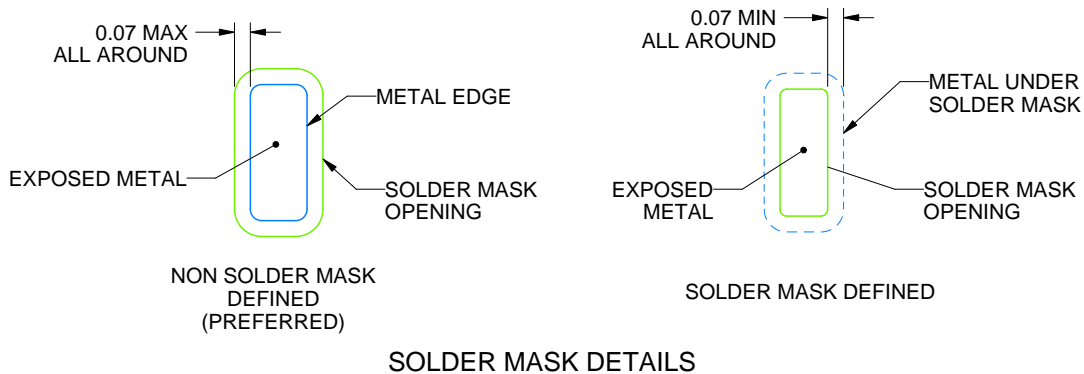 0.07 MAX
ALL AROUND
METAL EDGE
EXPOSED METAL
SOLDER MASK
OPENING
NON SOLDER MASK
DEFINED
(PREFERRED)
0.07 MIN
ALL AROUND
METAL UNDER
SOLDER MASK
EXPOSED
METAL
SOLDER MASK
OPENING
SOLDER MASK DEFINED
SOLDER MASK DETAILS